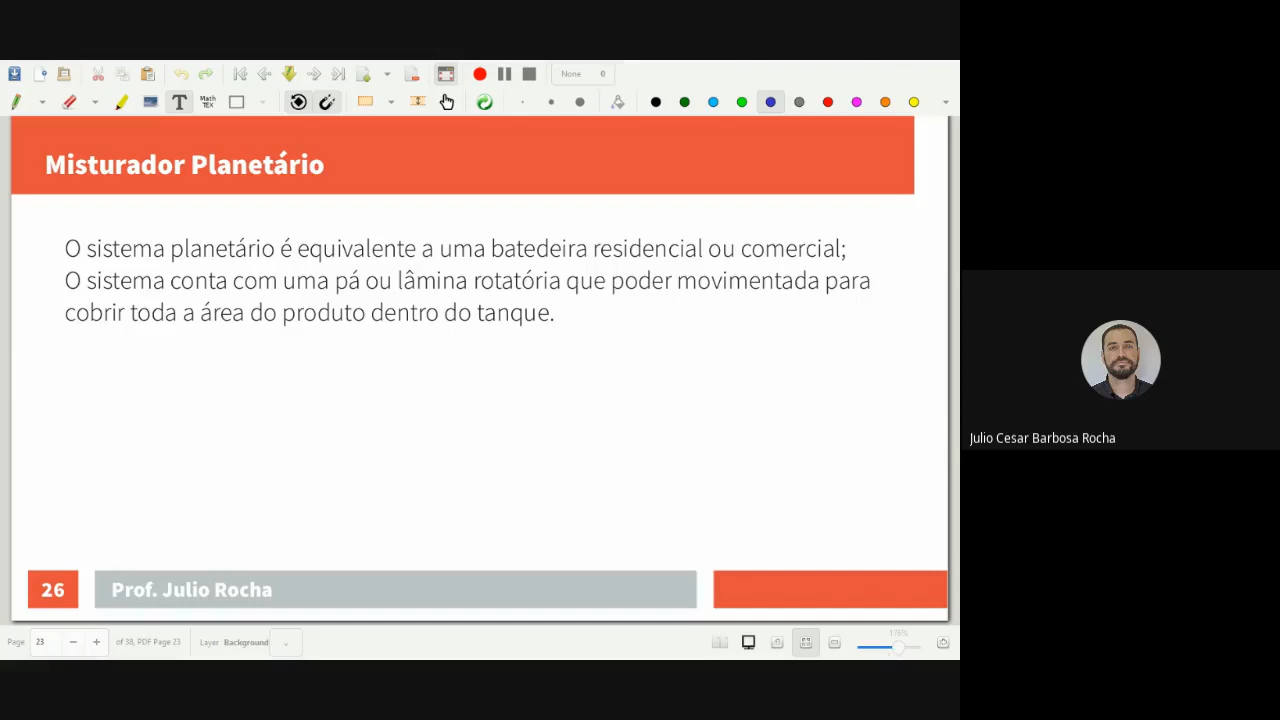 None 0
T Math TEX
Misturador Planetário
O sistema planetário é equivalente a uma batedeira residencial ou comercial;
O sistema conta com uma pá ou lâmina rotatória que poder movimentada para
cobrir toda a área do produto dentro do tanque.
Julio Cesar Barbosa Rocha
26 Prof. Julio Rocha
Page 23 of 38, PDF Page 23 Layer Background 176%